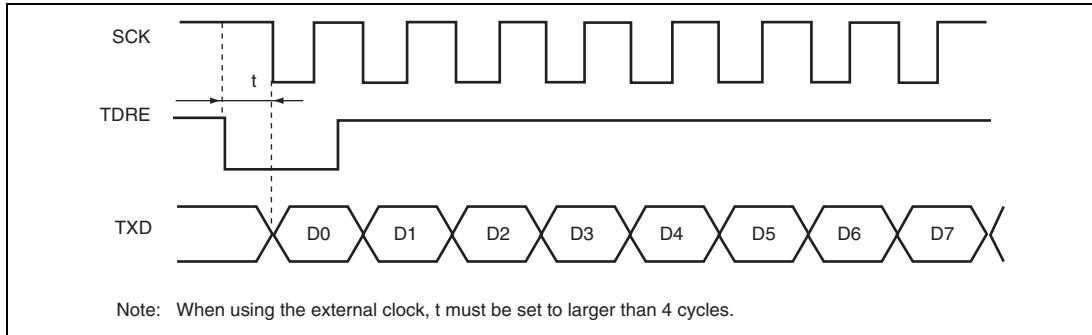 SCK
t
TDRE
TXD D0 D1 D2 D3 D4 D5 D6 D7
Note: When using the external clock, t must be set to larger than 4 cycles.